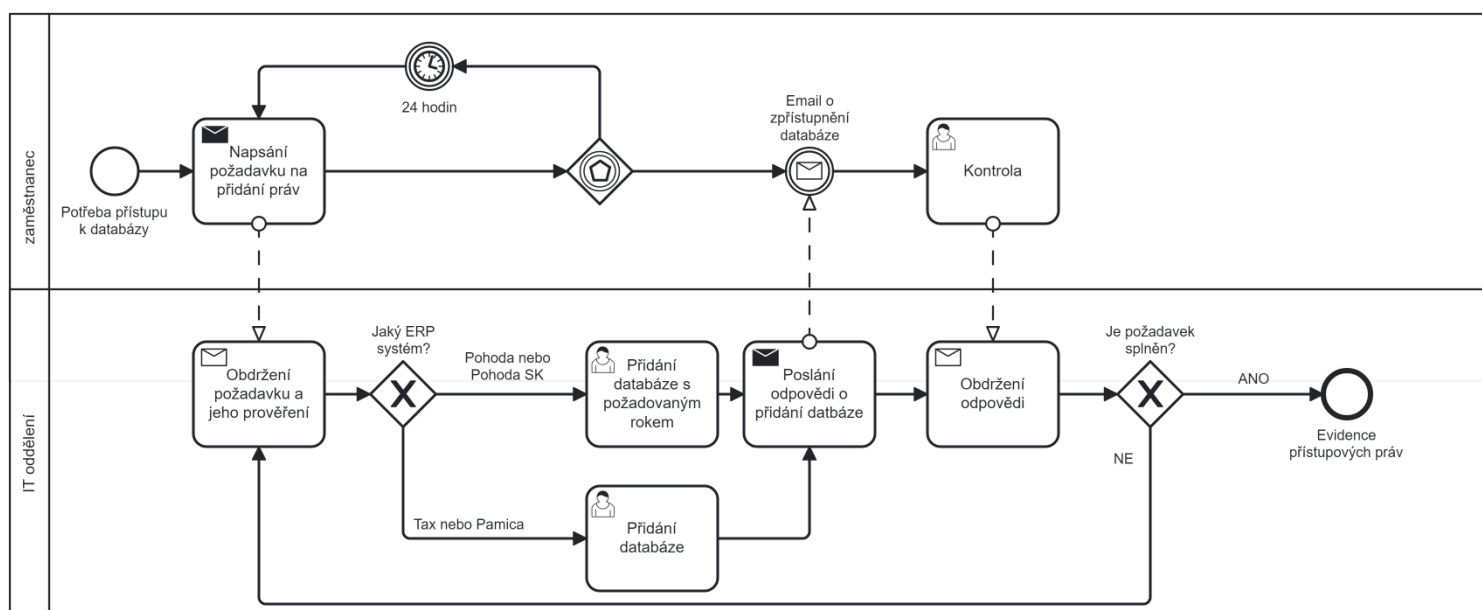 zaměstnanec
24 hodin
Email o
zpřístupnění
databáze
Napsání
požadavku na
přidání práv
Kontrola
Potřeba přístupu
k databázy
IT oddělení
Jaký ERP
systém?
Je požadavek
splněn?
Pohoda nebo
Pohoda SK
Obdržení
požadavku a
jeho prověření
Přidání
databáze s
požadovaným
rokem
Poslání
odpovědi o
přidání datbáze
Obdržení
odpovědi
ANO
NE
Evidence
přístupových práv
Tax nebo Pamica
Přidání
databáze